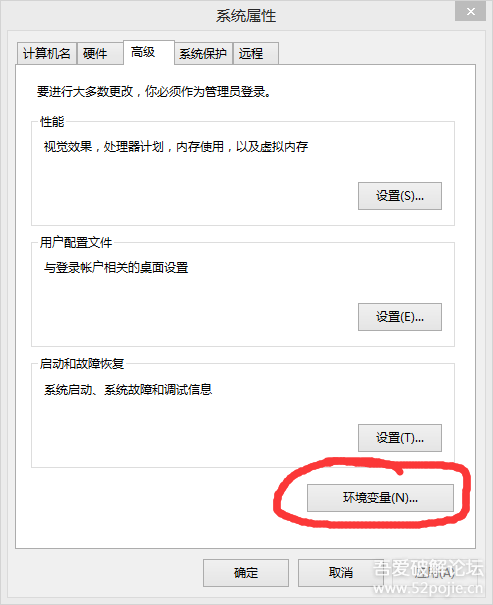 系统属性
计算机名 硬件 高级 系统保护 远程
要进行大多数更改，你必须作为管理员登录。
性能
视觉效果，处理器计划，内存使用，以及虚拟内存
设置(S)...
用户配置文件
与登录帐户相关的桌面设置
设置(E)...
启动和故障恢复
系统启动、系统故障和调试信息
设置(T)...
环境变量(N)...
确定 取消 应用(A)
吾爱破解论坛
www.52pojie.cn